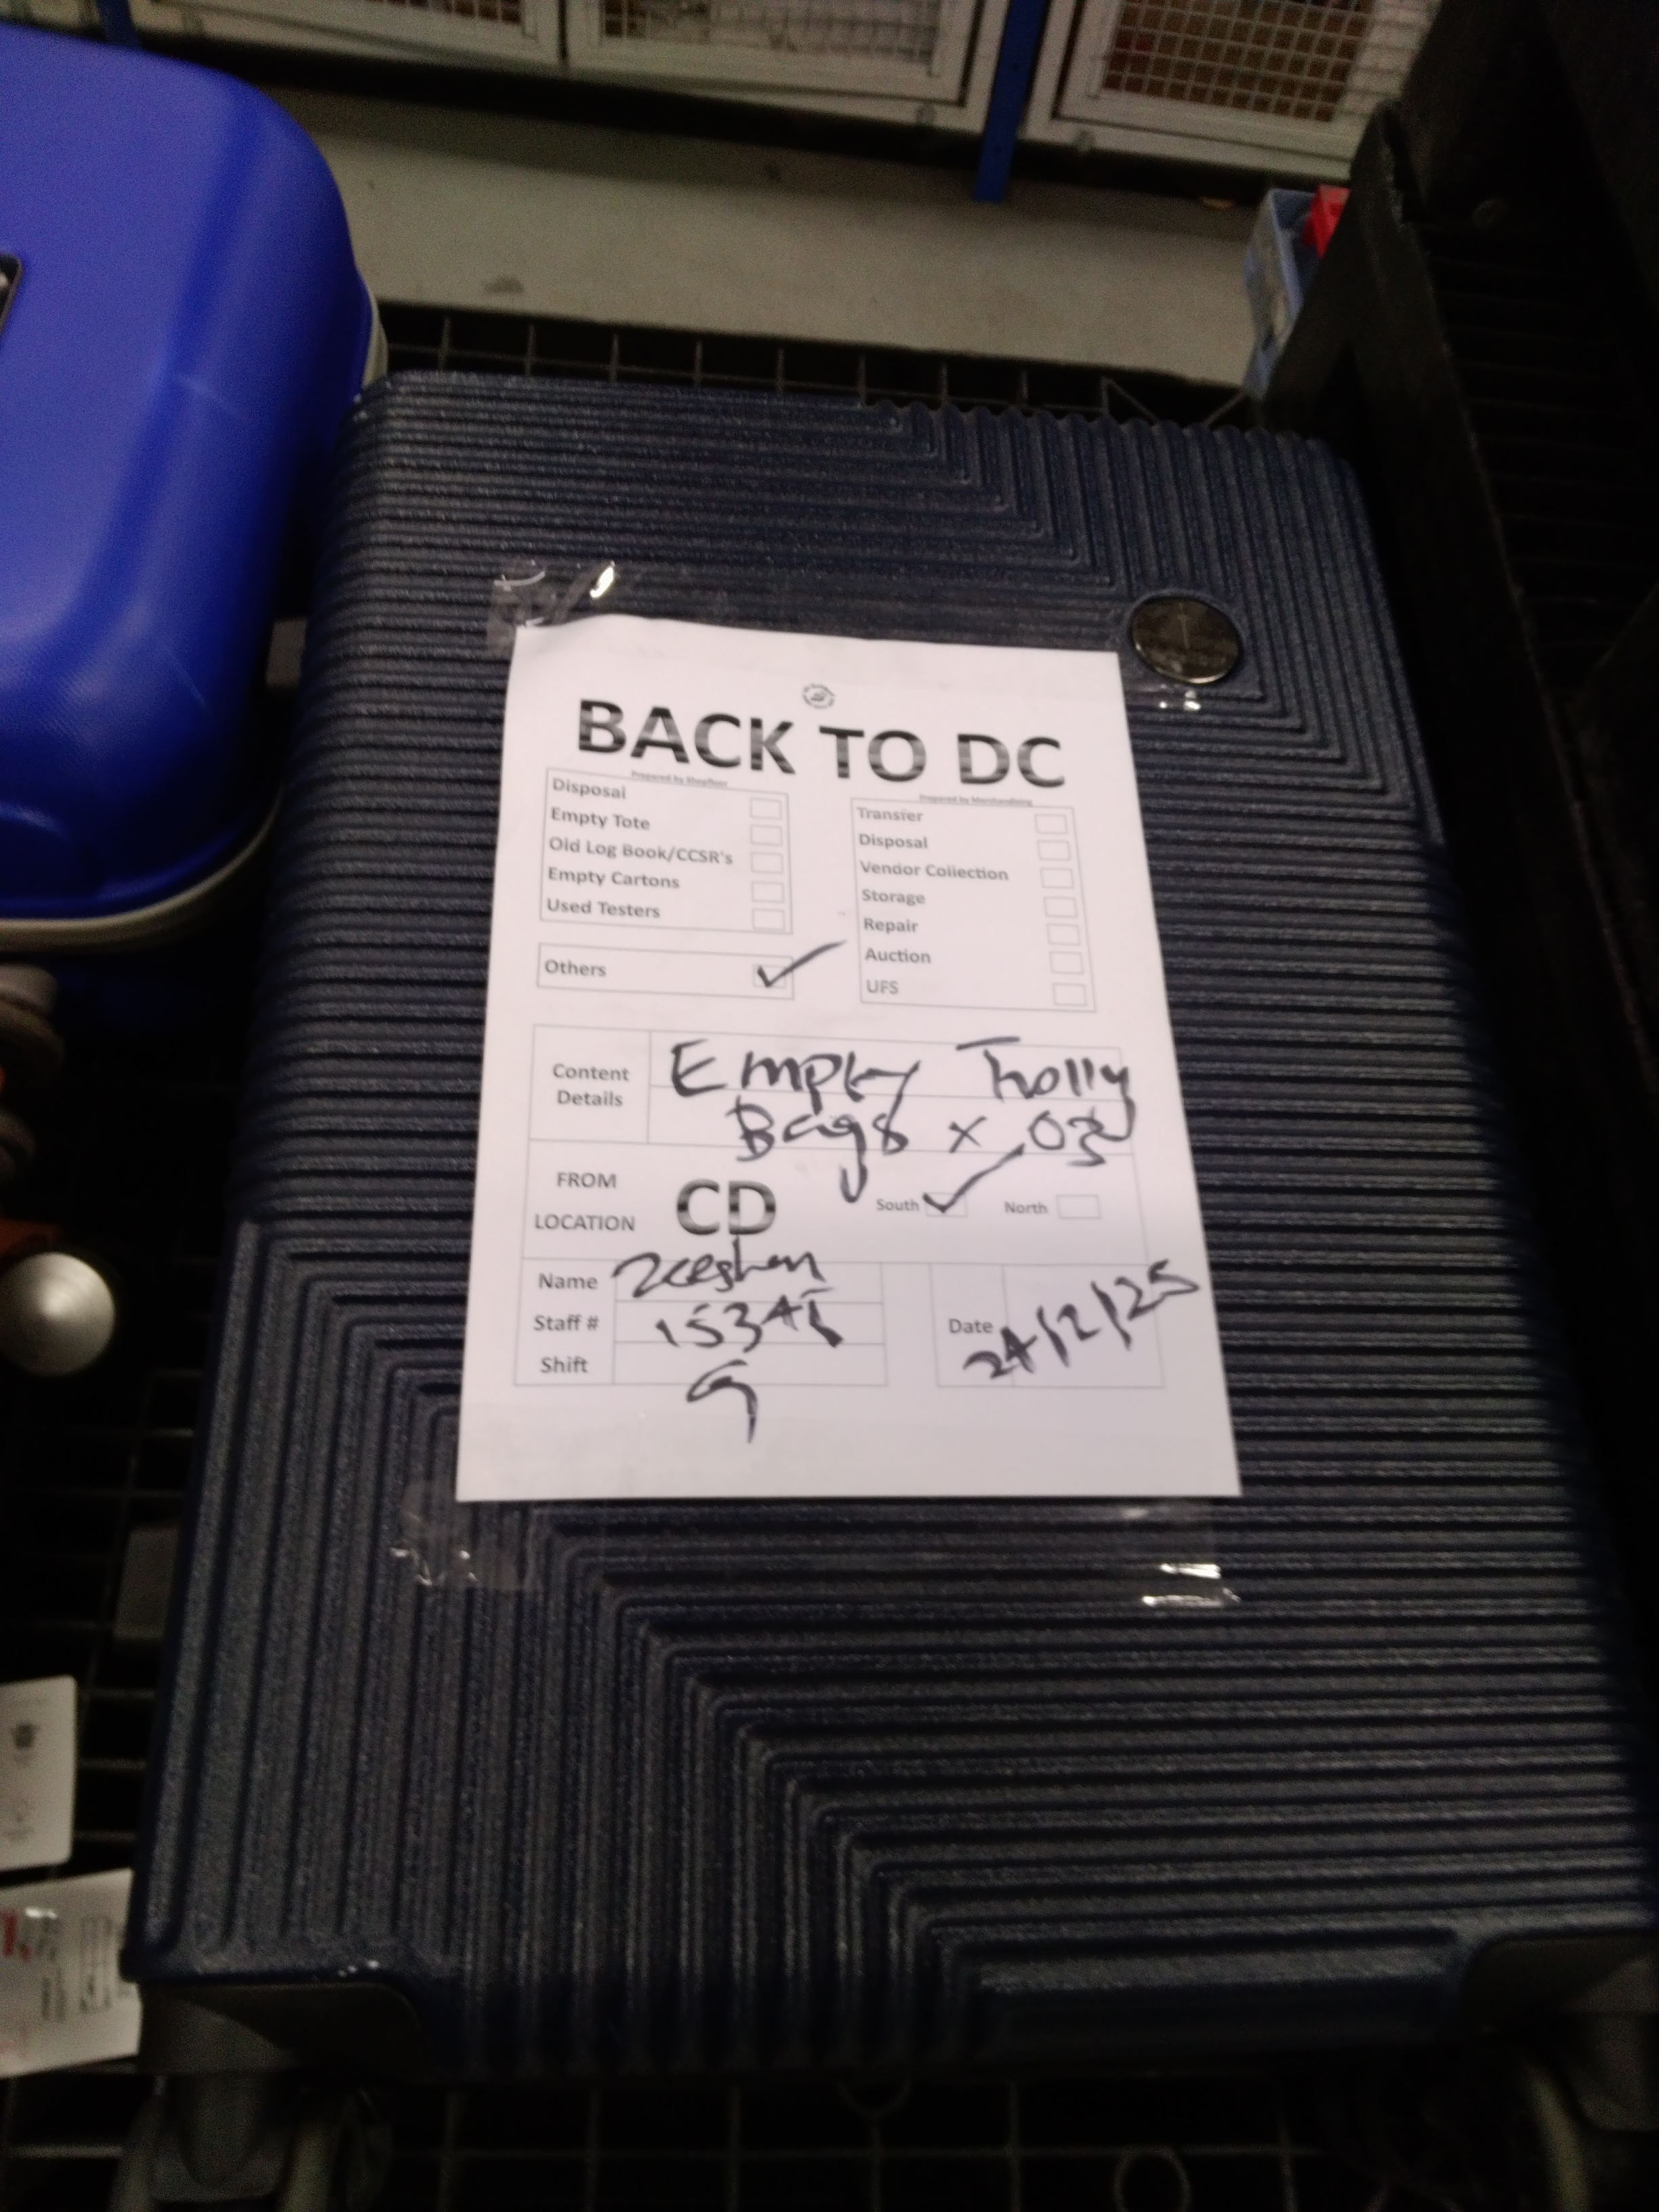 BACK TO DC
Prepared by Shopfloor
Disposal
Empty Tote
Old Log Book/CCSR's
Empty Cartons
Used Testers
Others
Prepared by Merchandising
Transfer
Disposal
Vendor Collection
Storage
Repair
Auction
UFS
Content Details
Empty Trolly
Bags x 03
FROM LOCATION
CD
South
North
Name Zeeshan
Staff #
Shift
Date 24/12/25